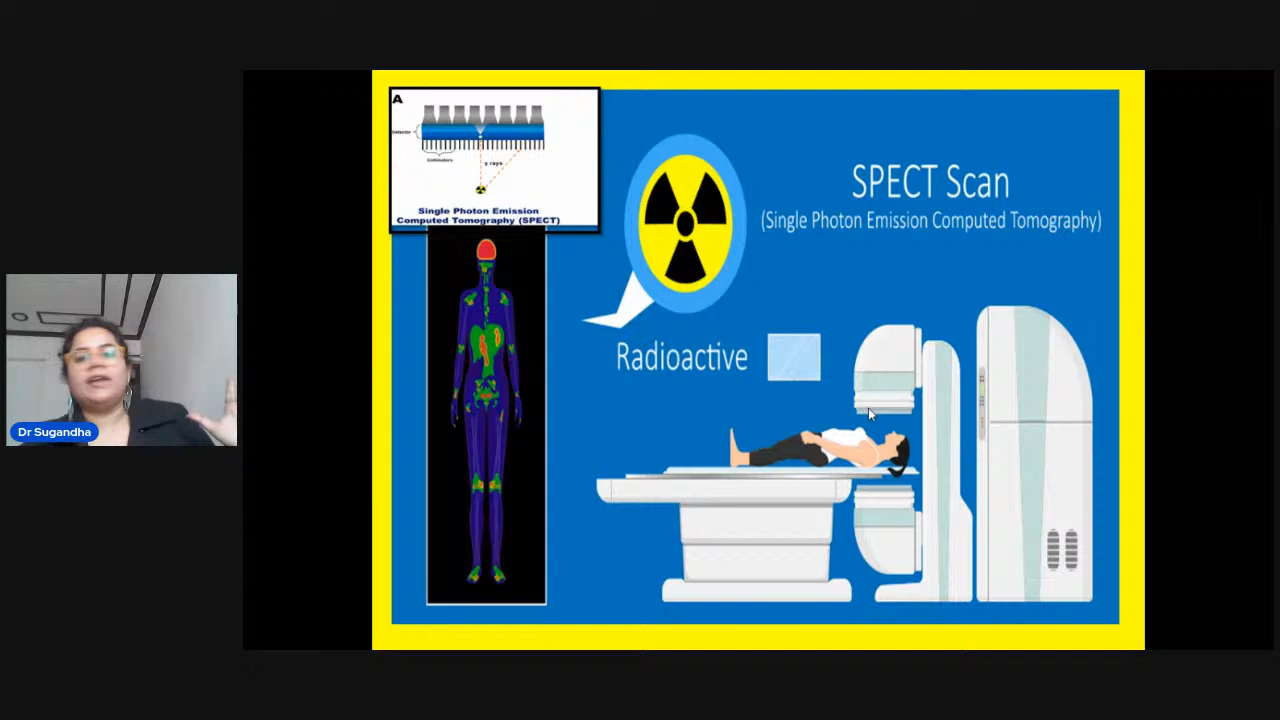 A
Detector
Collimators
γ rays
Single Photon Emission
Computed Tomography (SPECT)
SPECT Scan
(Single Photon Emission Computed Tomography)
Radioactive
Dr Sugandha